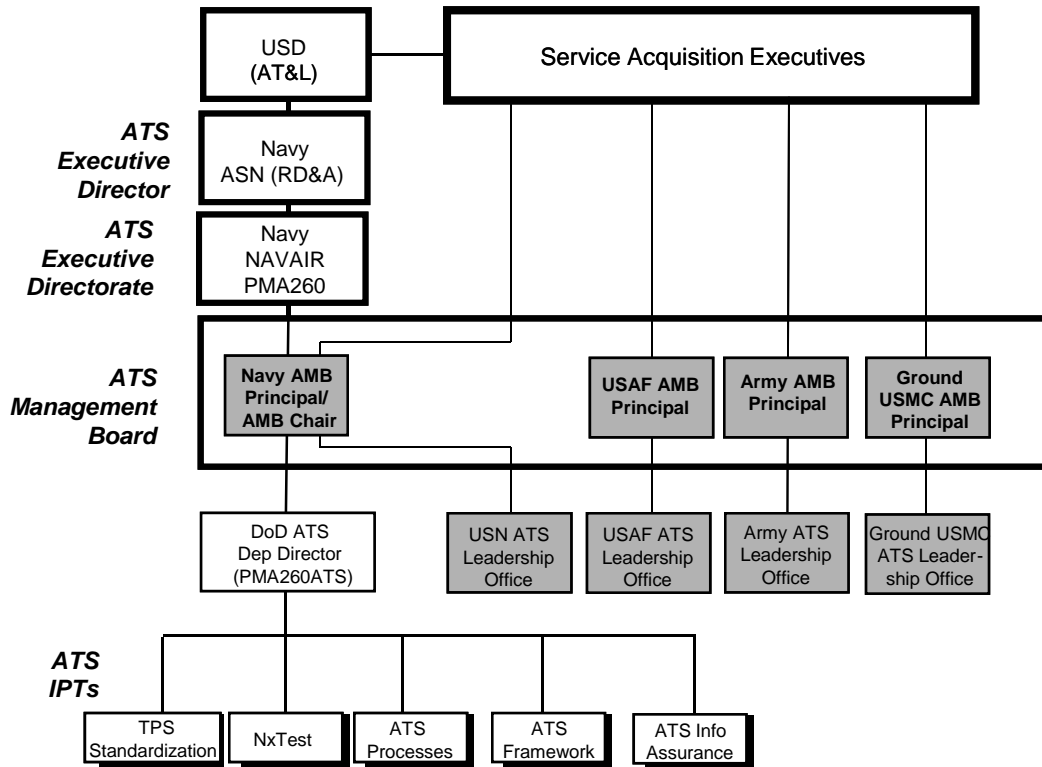 USD
(AT&L)
Service Acquisition Executives
ATS
Executive
Director
Navy
ASN (RD&A)
ATS
Executive
Directorate
Navy
NAVAIR
PMA260
ATS
Management
Board
Navy AMB
Principal/
AMB Chair
USAF AMB
Principal
Army AMB
Principal
Ground
USMC AMB
Principal
DoD ATS
Dep Director
(PMA260ATS)
USN ATS
Leadership
Office
USAF ATS
Leadership
Office
Army ATS
Leadership
Office
Ground USMC
ATS Leader-
ship Office
ATS
IPTs
TPS
Standardization
NxTest
ATS
Processes
ATS
Framework
ATS Info
Assurance